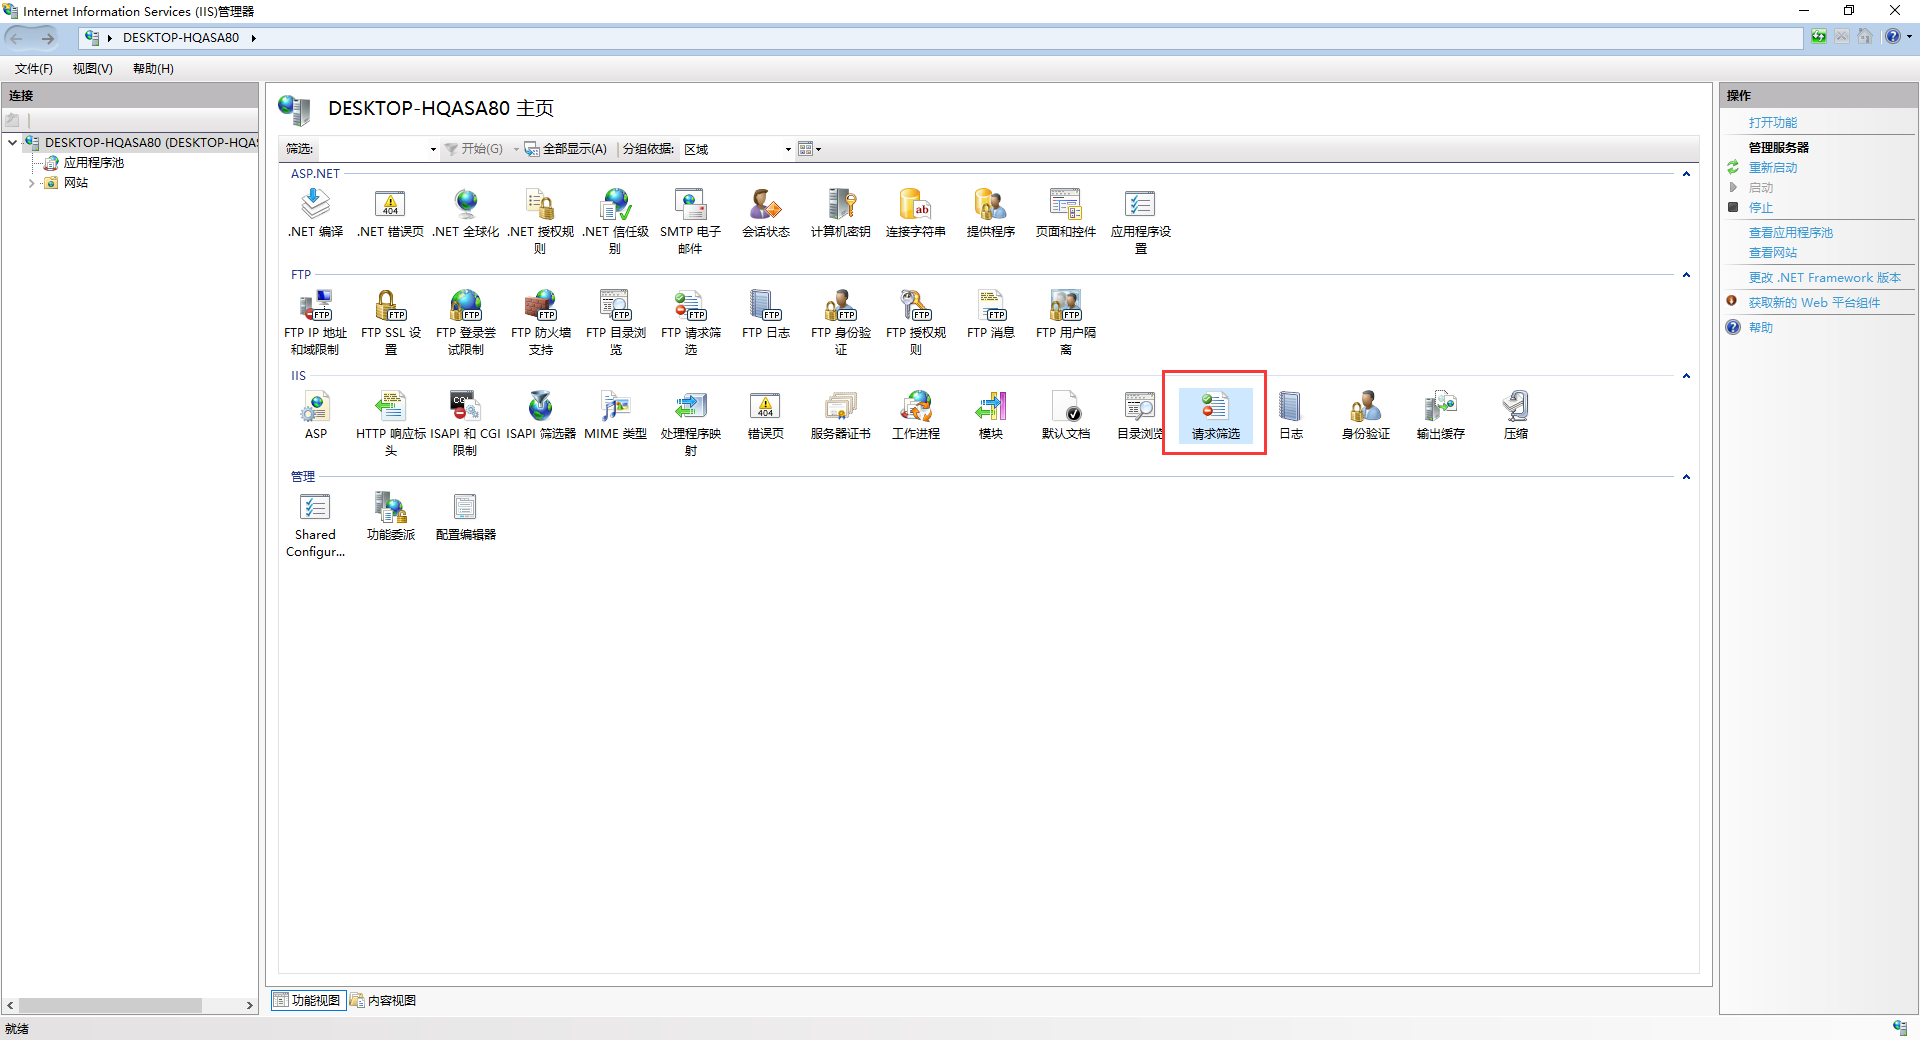 Internet Information Services (IIS)管理器
DESKTOP-HQASA80
文件(F) 视图(V) 帮助(H)
连接
DESKTOP-HQASA80 (DESKTOP-HQAS
应用程序池
网站
DESKTOP-HQASA80 主页
筛选: 开始(G) 全部显示(A) 分组依据: 区域
ASP.NET
.NET 编译
.NET 错误页
404
.NET 全球化
.NET 授权规
则
.NET 信任级
别
SMTP 电子
邮件
会话状态
计算机密钥
连接字符串
ab
提供程序
页面和控件
应用程序设
置
FTP
FTP IP 地址
和域限制
FTP
FTP SSL 设
置
FTP
FTP 登录尝
试限制
FTP
FTP 防火墙
支持
FTP
FTP 目录浏
览
FTP
FTP 请求筛
选
FTP
FTP 日志
FTP
FTP 身份验
证
FTP
FTP 授权规
则
FTP
FTP 消息
FTP
FTP 用户隔
离
FTP
IIS
ASP
HTTP 响应标
头
ISAPI 和 CGI
限制
ISAPI 筛选器
MIME 类型
处理程序映
射
错误页
404
服务器证书
工作进程
模块
默认文档
目录浏览
请求筛选
日志
身份验证
输出缓存
压缩
管理
Shared
Configur...
功能委派
配置编辑器
功能视图 内容视图
操作
打开功能
管理服务器
重新启动
启动
停止
查看应用程序池
查看网站
更改 .NET Framework 版本
获取新的 Web 平台组件
帮助
就绪